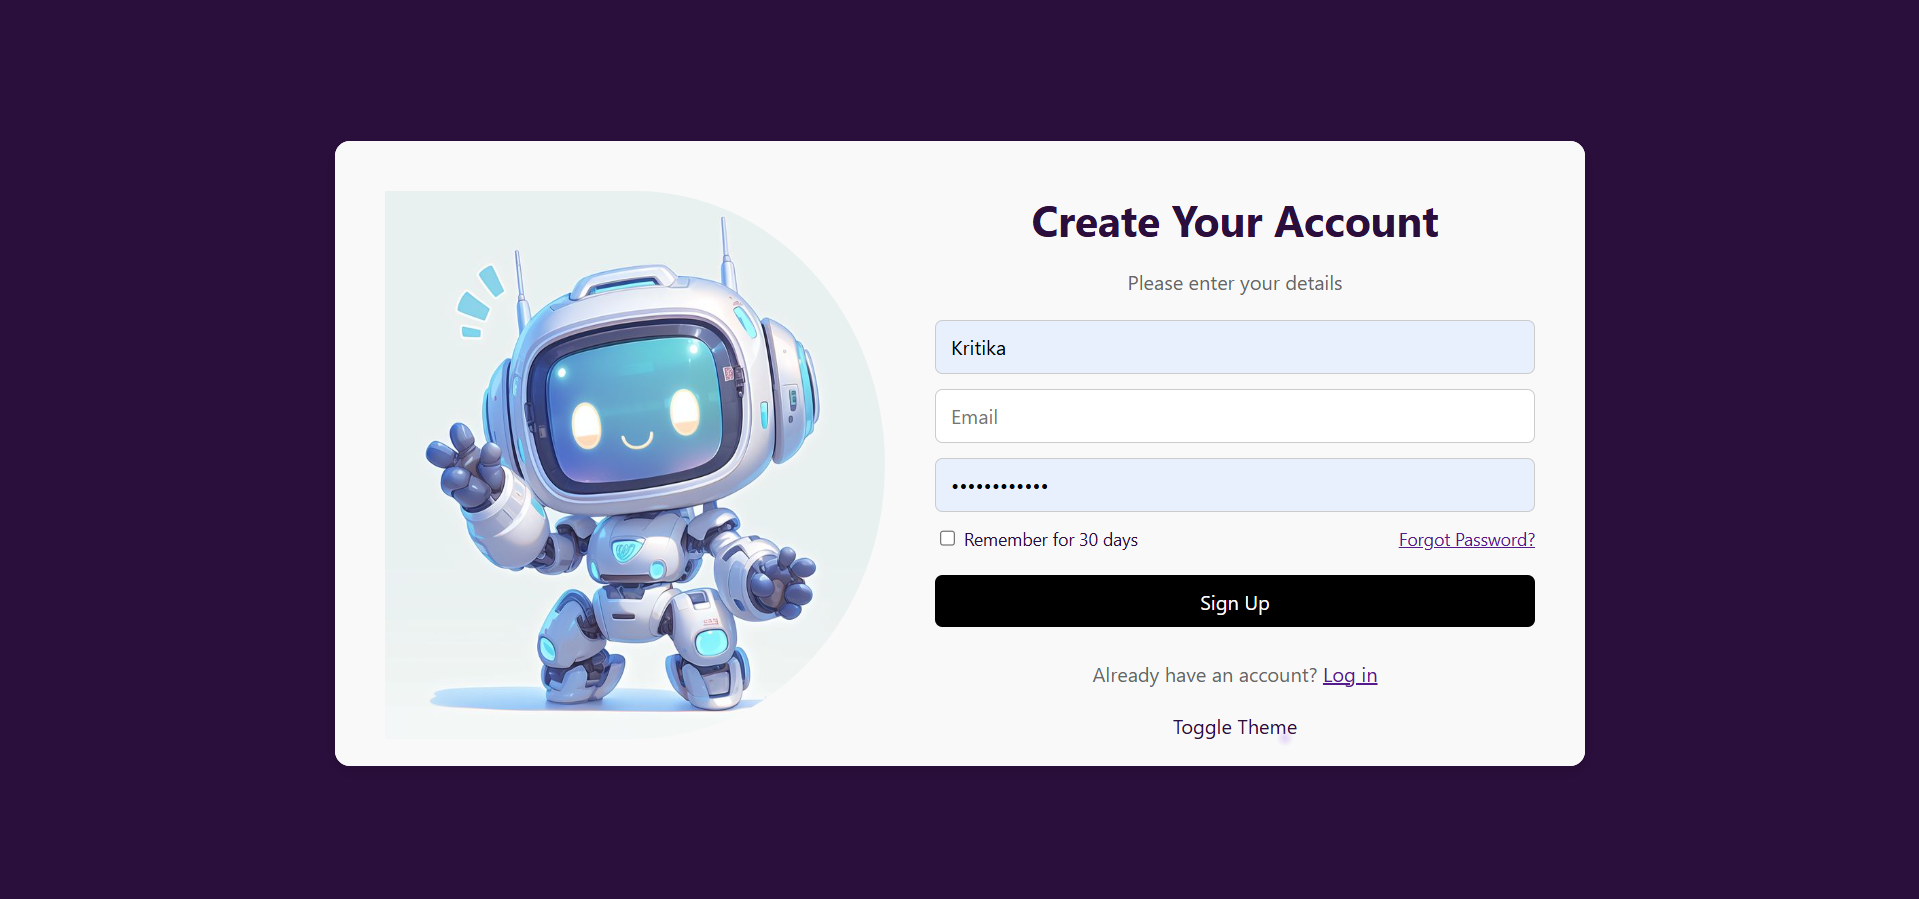 Create Your Account
Please enter your details
Kritika
Email
••••••••••••
Remember for 30 days
Forgot Password?
Sign Up
Already have an account? Log in
Toggle Theme